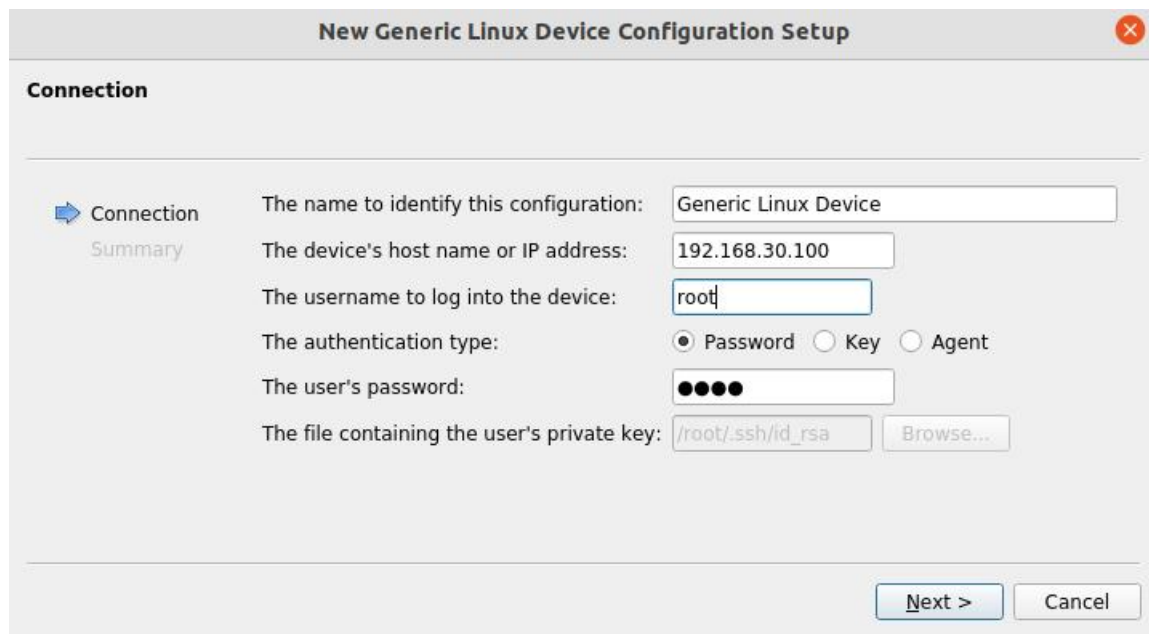 New Generic Linux Device Configuration Setup
Connection
Connection
Summary
The name to identify this configuration: Generic Linux Device
The device's host name or IP address: 192.168.30.100
The username to log into the device: root
The authentication type: Password Key Agent
The user's password: ●●●●
The file containing the user's private key: /root/.ssh/id_rsa Browse...
Next > Cancel